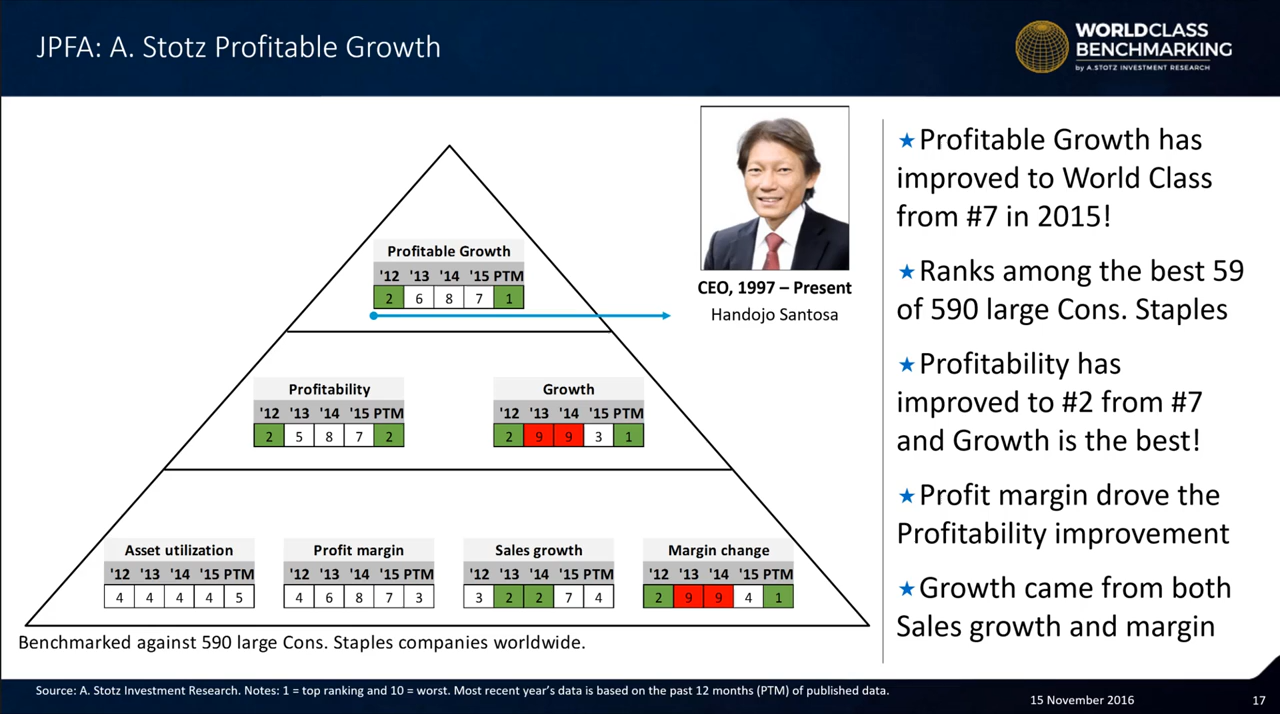 JPFA: A. Stotz Profitable Growth
WORLDCLASS
BENCHMARKING
by A.STOTZ INVESTMENT RESEARCH
Profitable Growth
'12 '13 '14 '15 PTM
2 6 8 7 1
CEO, 1997 – Present
Handojo Santosa
Profitability
'12 '13 '14 '15 PTM
2 5 8 7 2
Growth
'12 '13 '14 '15 PTM
2 9 9 3 1
Asset utilization
'12 '13 '14 '15 PTM
4 4 4 4 5
Profit margin
'12 '13 '14 '15 PTM
4 6 8 7 3
Sales growth
'12 '13 '14 '15 PTM
3 2 2 7 4
Margin change
'12 '13 '14 '15 PTM
2 9 9 4 1
Benchmarked against 590 large Cons. Staples companies worldwide.
★Profitable Growth has
improved to World Class
from #7 in 2015!
★Ranks among the best 59
of 590 large Cons. Staples
★Profitability has
improved to #2 from #7
and Growth is the best!
★Profit margin drove the
Profitability improvement
★Growth came from both
Sales growth and margin
Source: A. Stotz Investment Research. Notes: 1 = top ranking and 10 = worst. Most recent year's data is based on the past 12 months (PTM) of published data.
15 November 2016
17